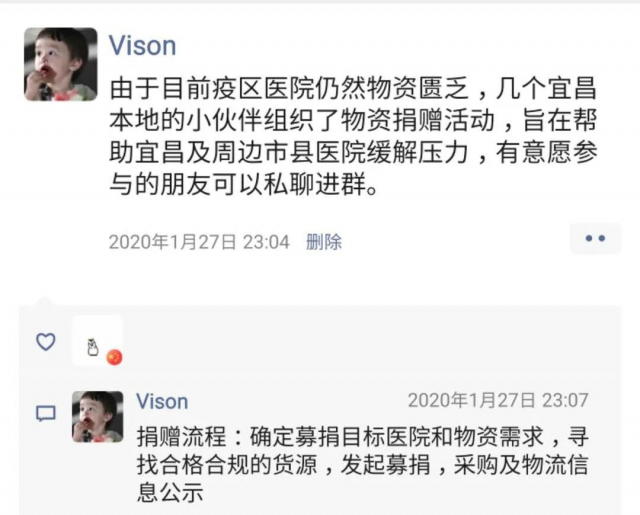 Vison
由于目前疫区医院仍然物资匮乏，几个宜昌
本地的小伙伴组织了物资捐赠活动，旨在帮
助宜昌及周边市县医院缓解压力，有意愿参
与的朋友可以私聊进群。
2020年1月27日 23:04 删除
Vison 2020年1月27日 23:07
捐赠流程：确定募捐目标医院和物资需求，寻
找合格合规的货源，发起募捐，采购及物流信
息公示